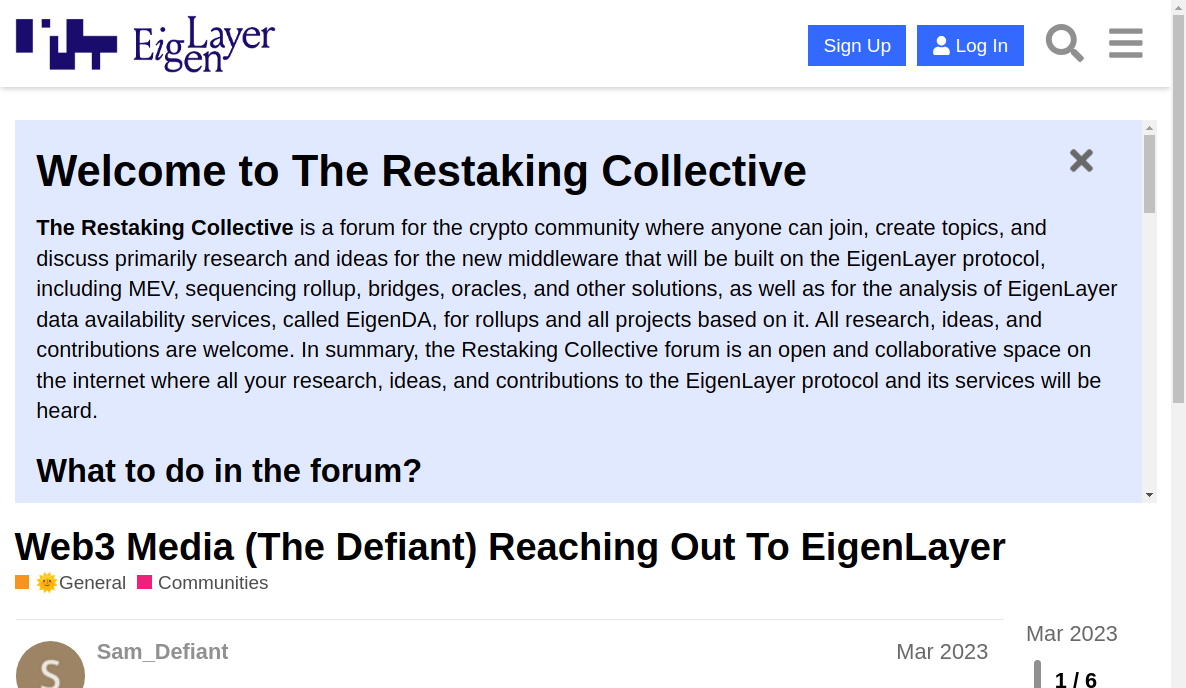 EigenLayer
Sign Up
Log In
Welcome to The Restaking Collective
The Restaking Collective is a forum for the crypto community where anyone can join, create topics, and
discuss primarily research and ideas for the new middleware that will be built on the EigenLayer protocol,
including MEV, sequencing rollup, bridges, oracles, and other solutions, as well as for the analysis of EigenLayer
data availability services, called EigenDA, for rollups and all projects based on it. All research, ideas, and
contributions are welcome. In summary, the Restaking Collective forum is an open and collaborative space on
the internet where all your research, ideas, and contributions to the EigenLayer protocol and its services will be
heard.
What to do in the forum?
Web3 Media (The Defiant) Reaching Out To EigenLayer
🌞General Communities
S
Sam_Defiant
Mar 2023
Mar 2023
1 / 6